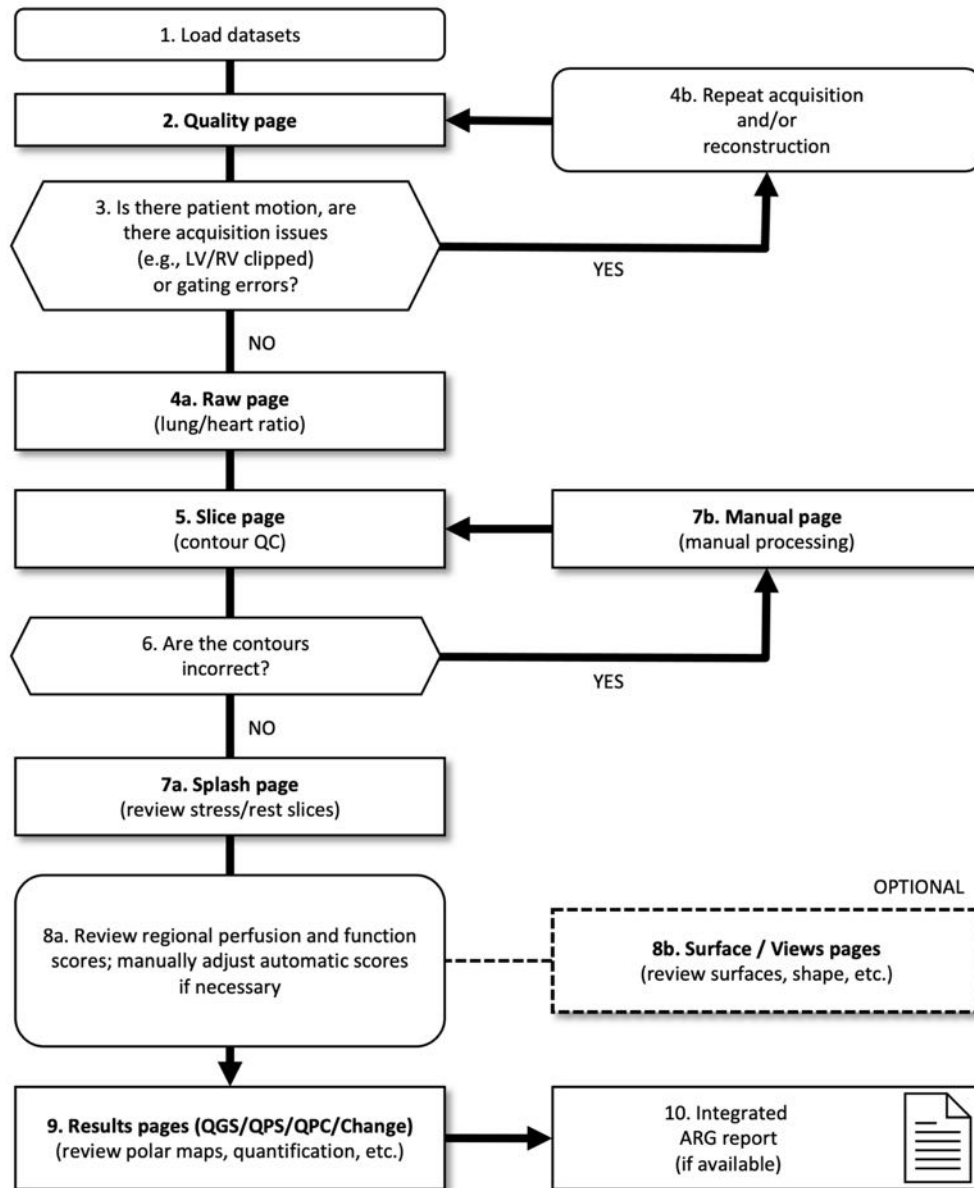 1. Load datasets
2. Quality page
4b. Repeat acquisition
and/or
reconstruction
3. Is there patient motion, are
there acquisition issues
(e.g., LV/RV clipped)
or gating errors?
YES
NO
4a. Raw page
(lung/heart ratio)
5. Slice page
(contour QC)
7b. Manual page
(manual processing)
6. Are the contours
incorrect?
YES
NO
7a. Splash page
(review stress/rest slices)
OPTIONAL
8a. Review regional perfusion and function
scores; manually adjust automatic scores
if necessary
8b. Surface / Views pages
(review surfaces, shape, etc.)
9. Results pages (QGS/QPS/QPC/Change)
(review polar maps, quantification, etc.)
10. Integrated
ARG report
(if available)